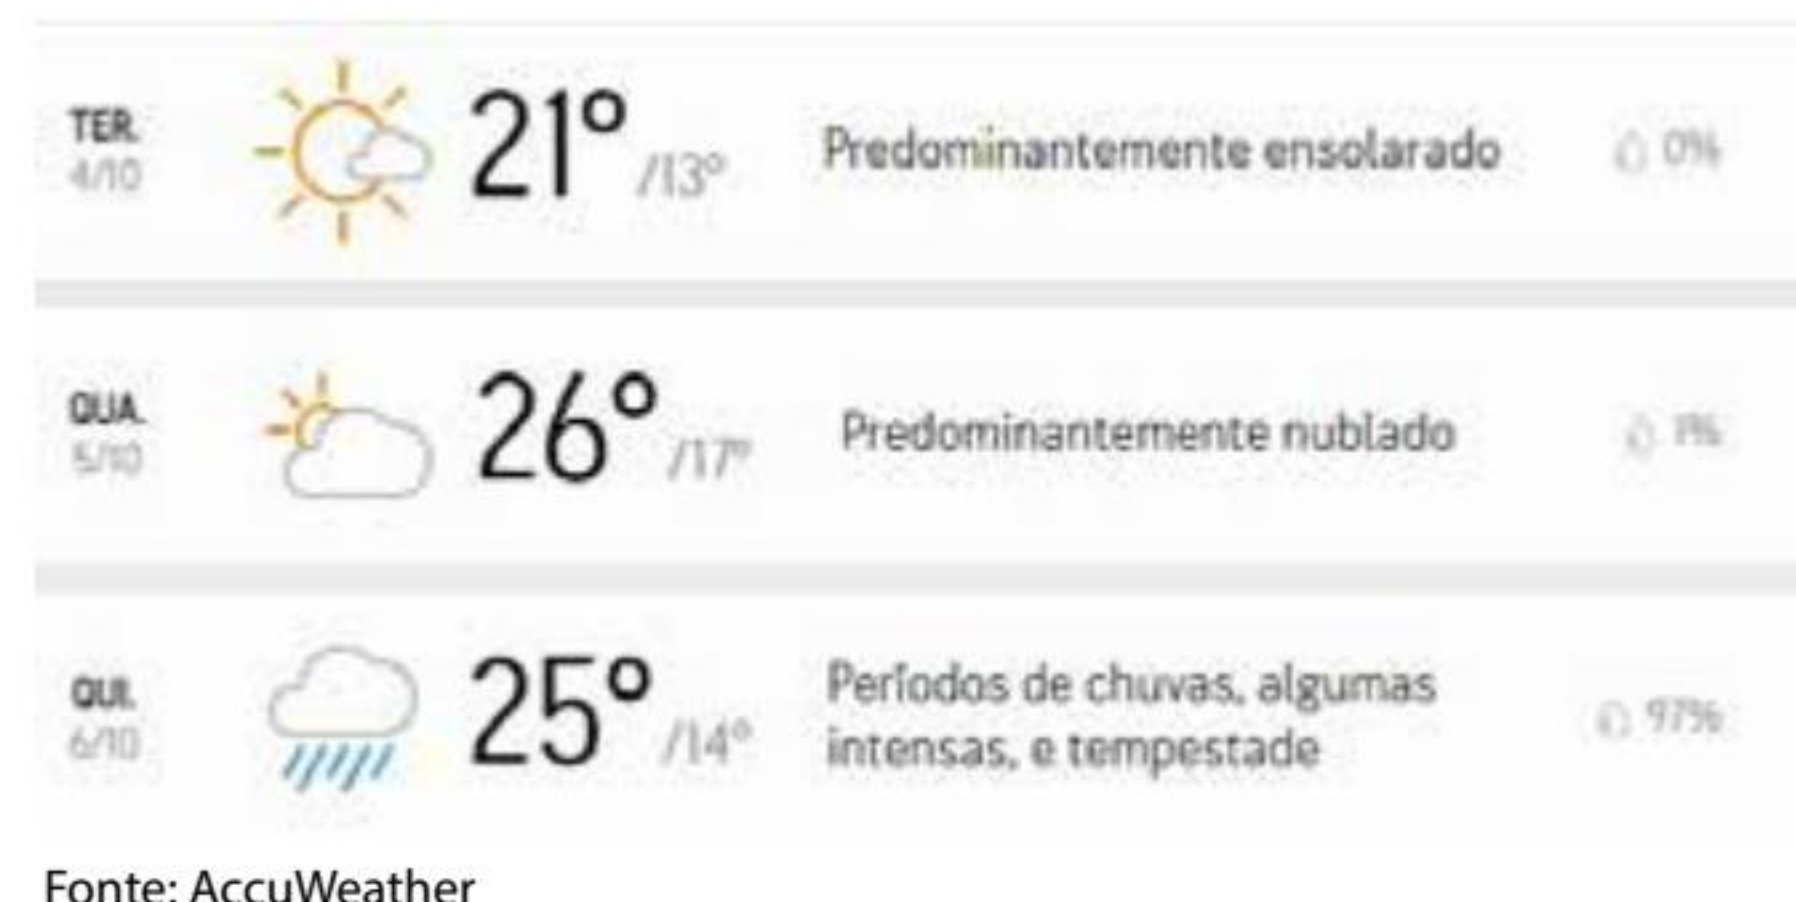 TER.
4/10
21° /13°
Predominantemente ensolarado
0%
QUA.
5/10
26° /17°
Predominantemente nublado
1%
QUI.
6/10
25° /14°
Períodos de chuvas, algumas
intensas, e tempestade
97%
Fonte: AccuWeather